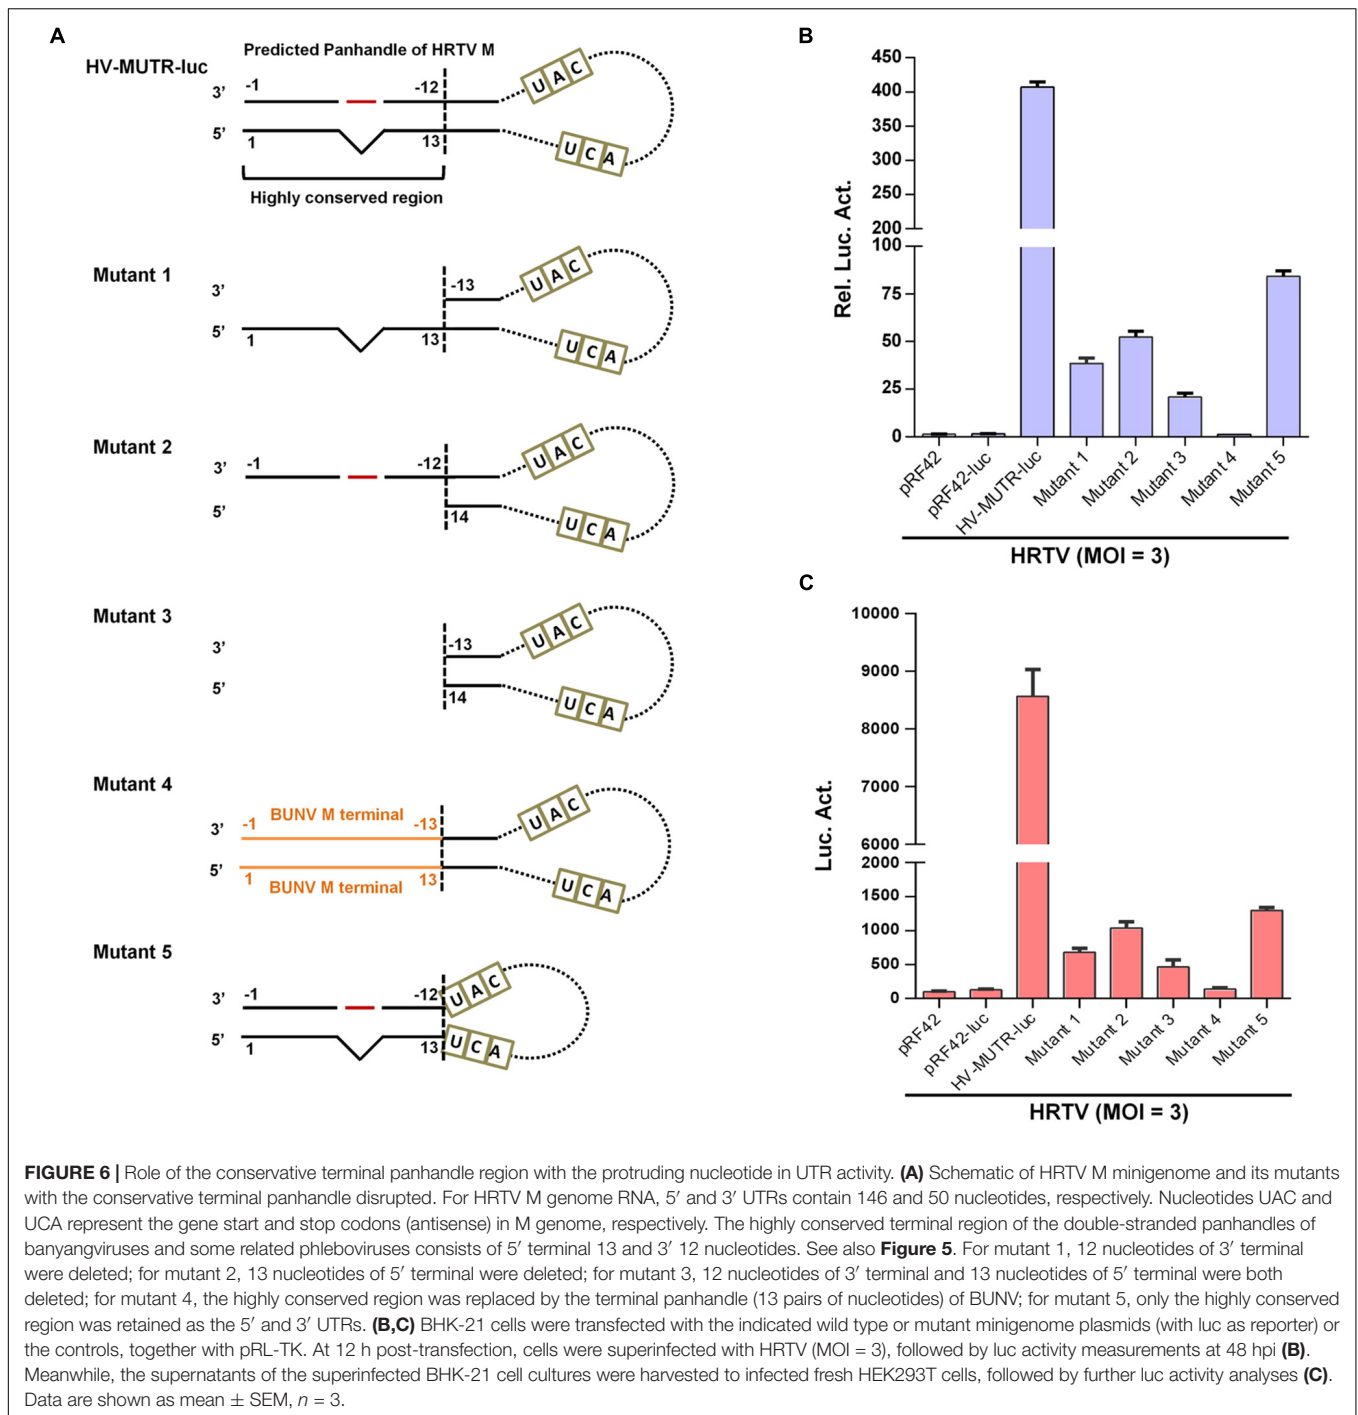 A
Predicted Panhandle of HRTV M
HV-MUTR-luc
3’
-1
-12
U A C
5’
1
13
U C A
Highly conserved region
Mutant 1
3’
-13
U A C
5’
1
13
U C A
Mutant 2
3’
-1
-12
U A C
5’
14
U C A
Mutant 3
3’
-13
U A C
5’
14
U C A
Mutant 4
3’
-1
BUNV M terminal
-13
U A C
5’
1
BUNV M terminal
13
U C A
Mutant 5
3’
-1
-12
U A C
5’
1
13
U C A
B
Rel. Luc. Act.
450
400
350
300
250
200
100
75
50
25
0
pRF42
pRF42-luc
HV-MUTR-luc
Mutant 1
Mutant 2
Mutant 3
Mutant 4
Mutant 5
HRTV (MOI = 3)
C
Luc. Act.
10000
9000
8000
7000
6000
2000
1500
1000
500
0
pRF42
pRF42-luc
HV-MUTR-luc
Mutant 1
Mutant 2
Mutant 3
Mutant 4
Mutant 5
HRTV (MOI = 3)
FIGURE 6 | Role of the conservative terminal panhandle region with the protruding nucleotide in UTR activity. (A) Schematic of HRTV M minigenome and its mutants
with the conservative terminal panhandle disrupted. For HRTV M genome RNA, 5′ and 3′ UTRs contain 146 and 50 nucleotides, respectively. Nucleotides UAC and
UCA represent the gene start and stop codons (antisense) in M genome, respectively. The highly conserved terminal region of the double-stranded panhandles of
banyangviruses and some related phleboviruses consists of 5′ terminal 13 and 3′ 12 nucleotides. See also Figure 5. For mutant 1, 12 nucleotides of 3′ terminal
were deleted; for mutant 2, 13 nucleotides of 5′ terminal were deleted; for mutant 3, 12 nucleotides of 3′ terminal and 13 nucleotides of 5′ terminal were both
deleted; for mutant 4, the highly conserved region was replaced by the terminal panhandle (13 pairs of nucleotides) of BUNV; for mutant 5, only the highly conserved
region was retained as the 5′ and 3′ UTRs. (B,C) BHK-21 cells were transfected with the indicated wild type or mutant minigenome plasmids (with luc as reporter) or
the controls, together with pRL-TK. At 12 h post-transfection, cells were superinfected with HRTV (MOI = 3), followed by luc activity measurements at 48 hpi (B).
Meanwhile, the supernatants of the superinfected BHK-21 cell cultures were harvested to infected fresh HEK293T cells, followed by further luc activity analyses (C).
Data are shown as mean ± SEM, n = 3.